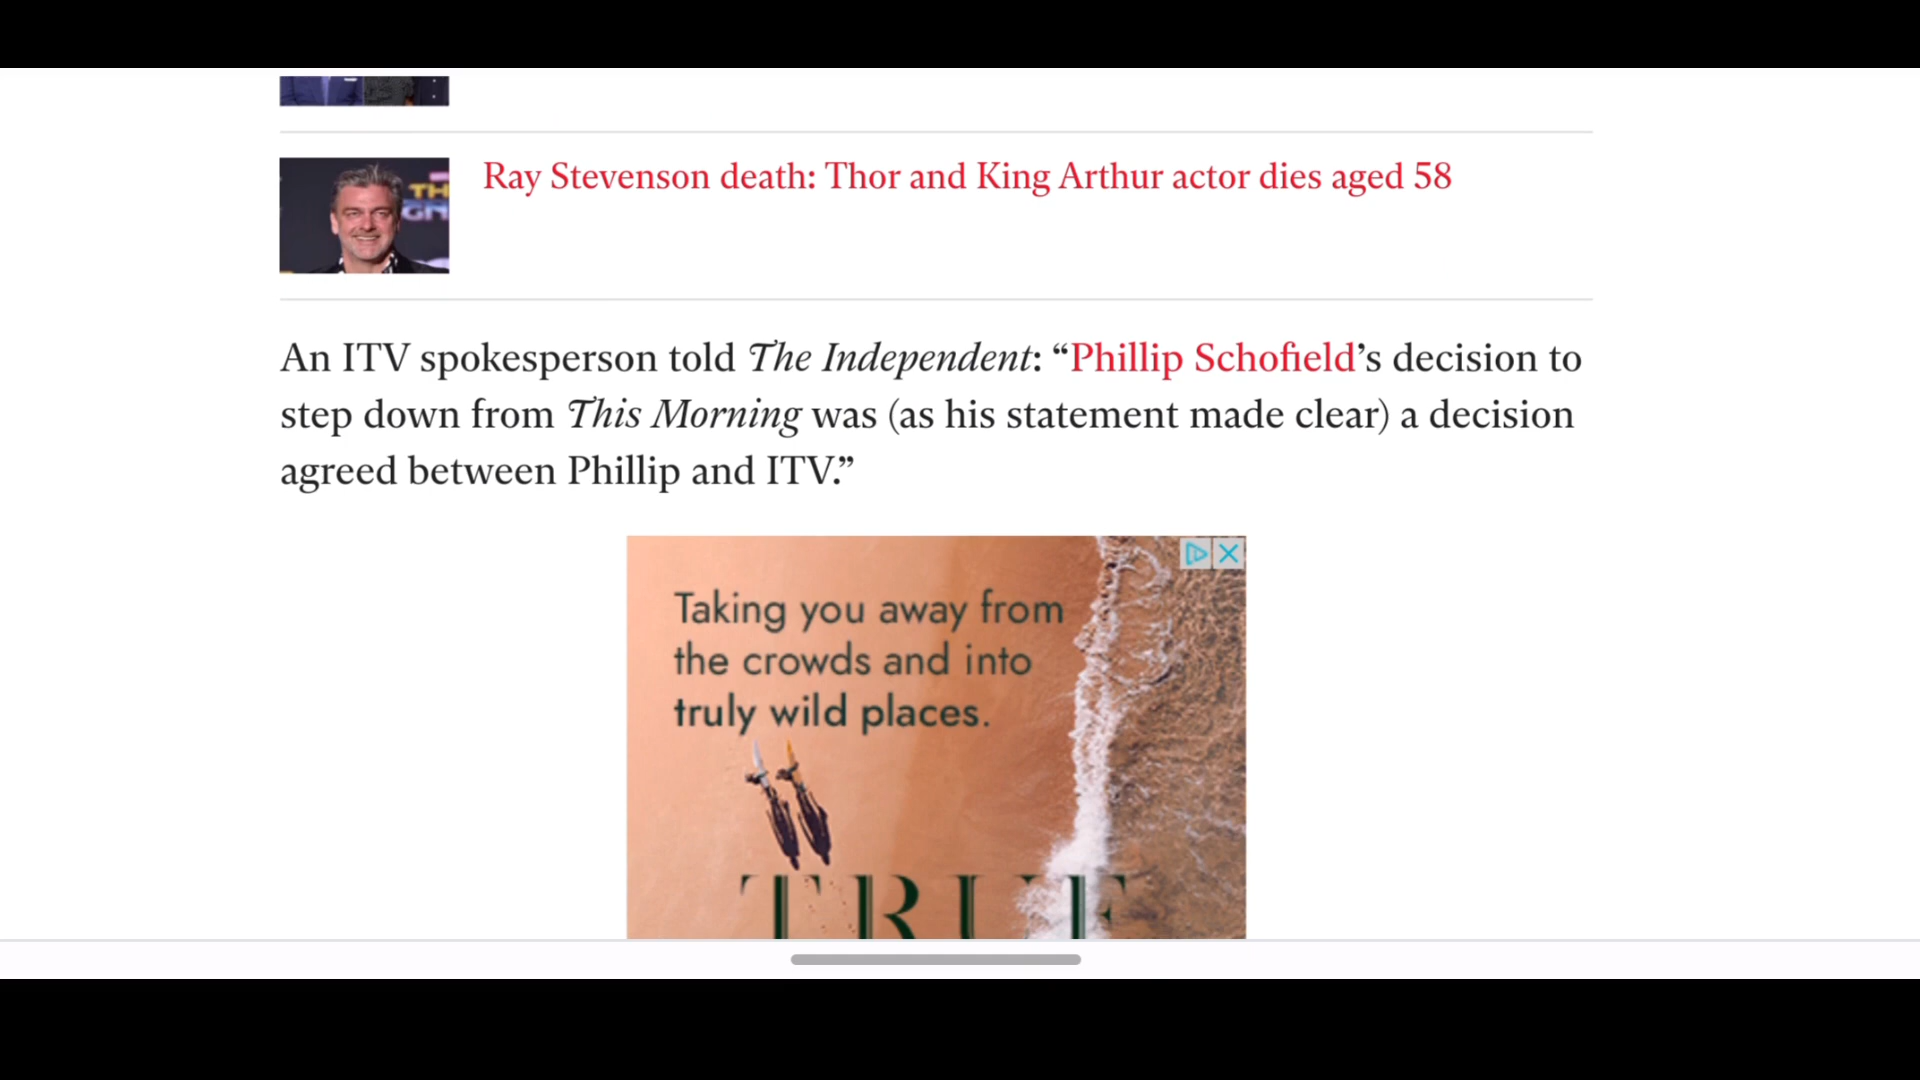 Ray Stevenson death: Thor and King Arthur actor dies aged 58
An ITV spokesperson told The Independent: “Phillip Schofield’s decision to
step down from This Morning was (as his statement made clear) a decision
agreed between Phillip and ITV.”
Taking you away from
the crowds and into
truly wild places.
TRUE